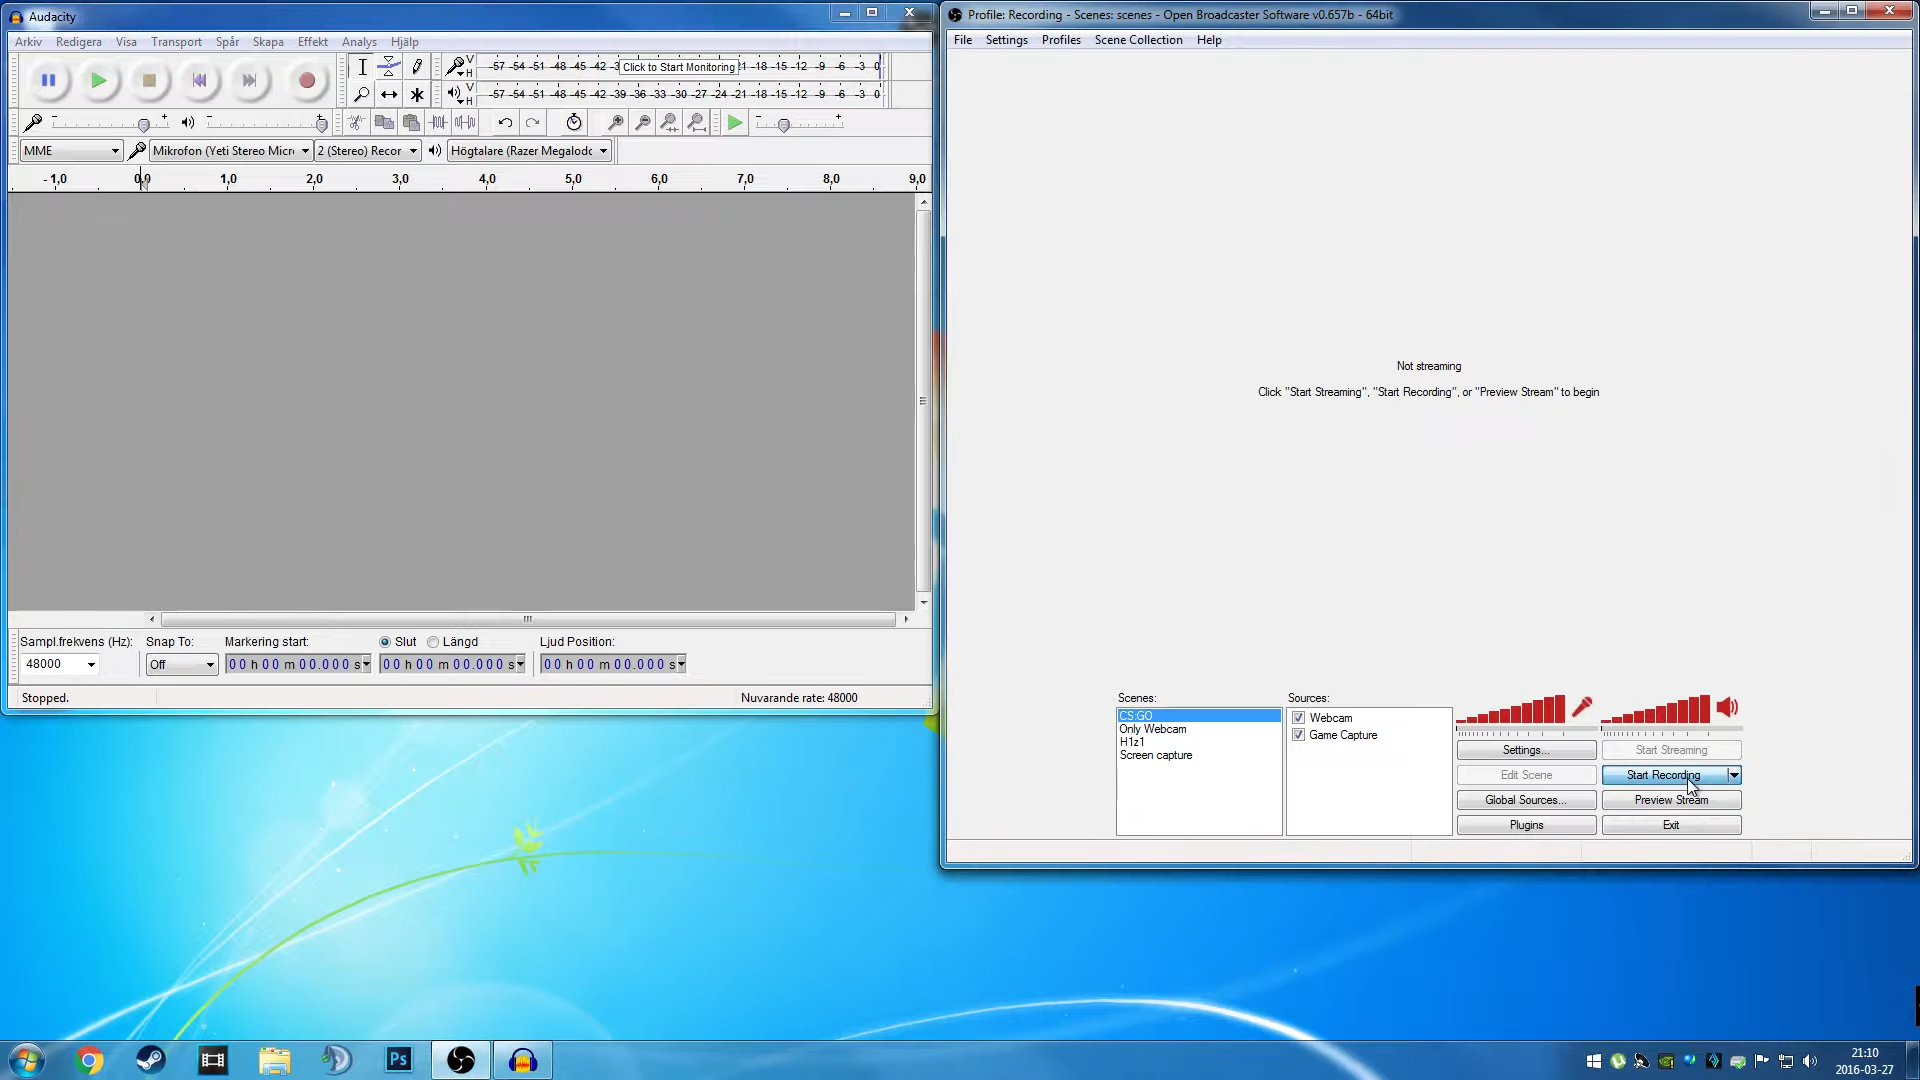 Audacity
Arkiv Redigera Visa Transport Spår Skapa Effekt Analys Hjälp
-57 -54 -51 -48 -45 -42 -3 Click to Start Monitoring 1 -18 -15 -12 -9 -6 -3 0
-57 -54 -51 -48 -45 -42 -39 -36 -33 -30 -27 -24 -21 -18 -15 -12 -9 -6 -3 0
MME Mikrofon (Yeti Stereo Micr 2 (Stereo) Recor Högtalare (Razer Megalodc
-1,0 0,0 1,0 2,0 3,0 4,0 5,0 6,0 7,0 8,0 9,0
Sampl.frekvens (Hz): Snap To: Markering start: Slut Längd Ljud Position:
48000 Off 00 h 00 m 00.000 s 00 h 00 m 00.000 s 00 h 00 m 00.000 s
Stopped. Nuvarande rate: 48000
Profile: Recording - Scenes: scenes - Open Broadcaster Software v0.657b - 64bit
File Settings Profiles Scene Collection Help
Not streaming
Click "Start Streaming", "Start Recording", or "Preview Stream" to begin
Scenes: Sources:
CS:GO
Only Webcam
H1z1
Screen capture
Webcam
Game Capture
Settings... Start Streaming
Edit Scene Start Recording
Global Sources... Preview Stream
Plugins Exit
Ps
21:10
2016-03-27